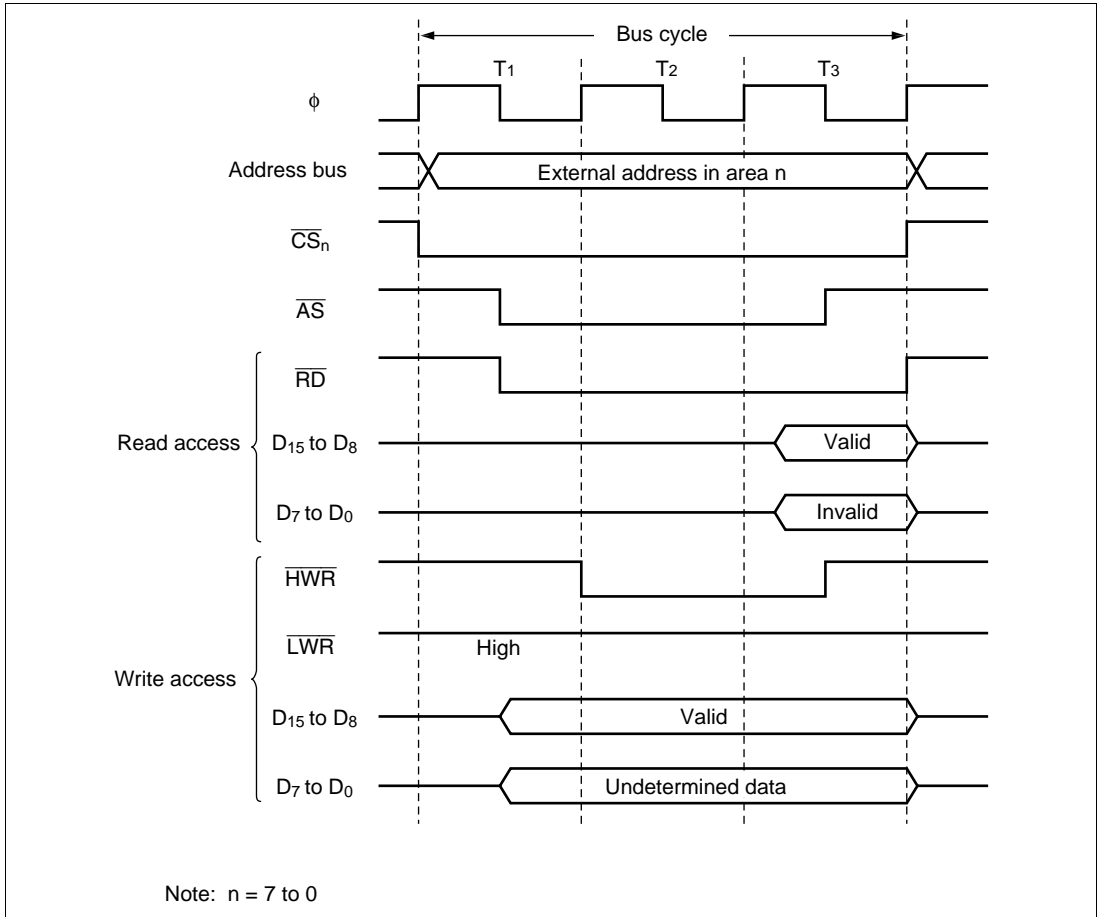 Bus cycle
T1 T2 T3
φ
Address bus External address in area n
CSn
AS
RD
Read access D15 to D8 Valid
D7 to D0 Invalid
HWR
LWR High
Write access
D15 to D8 Valid
D7 to D0 Undetermined data
Note: n = 7 to 0